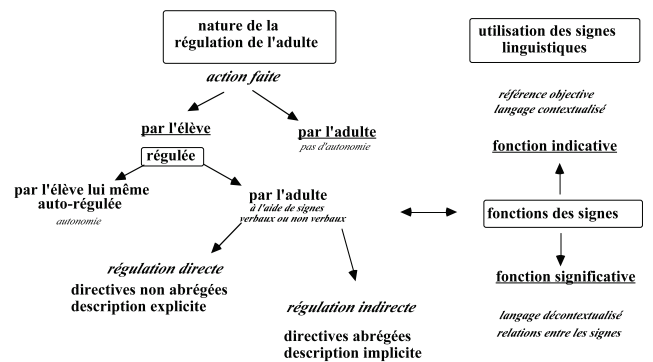 nature de la
régulation de l'adulte
action faite
par l'élève
par l'adulte
pas d'autonomie
régulée
par l'élève lui même
auto-régulée
autonomie
par l'adulte
à l'aide de signes
verbaux ou non verbaux
régulation directe
directives non abrégées
description explicite
régulation indirecte
directives abrégées
description implicite
utilisation des signes
linguistiques
référence objective
langage contextualisé
fonction indicative
fonctions des signes
fonction significative
langage décontextualisé
relations entre les signes